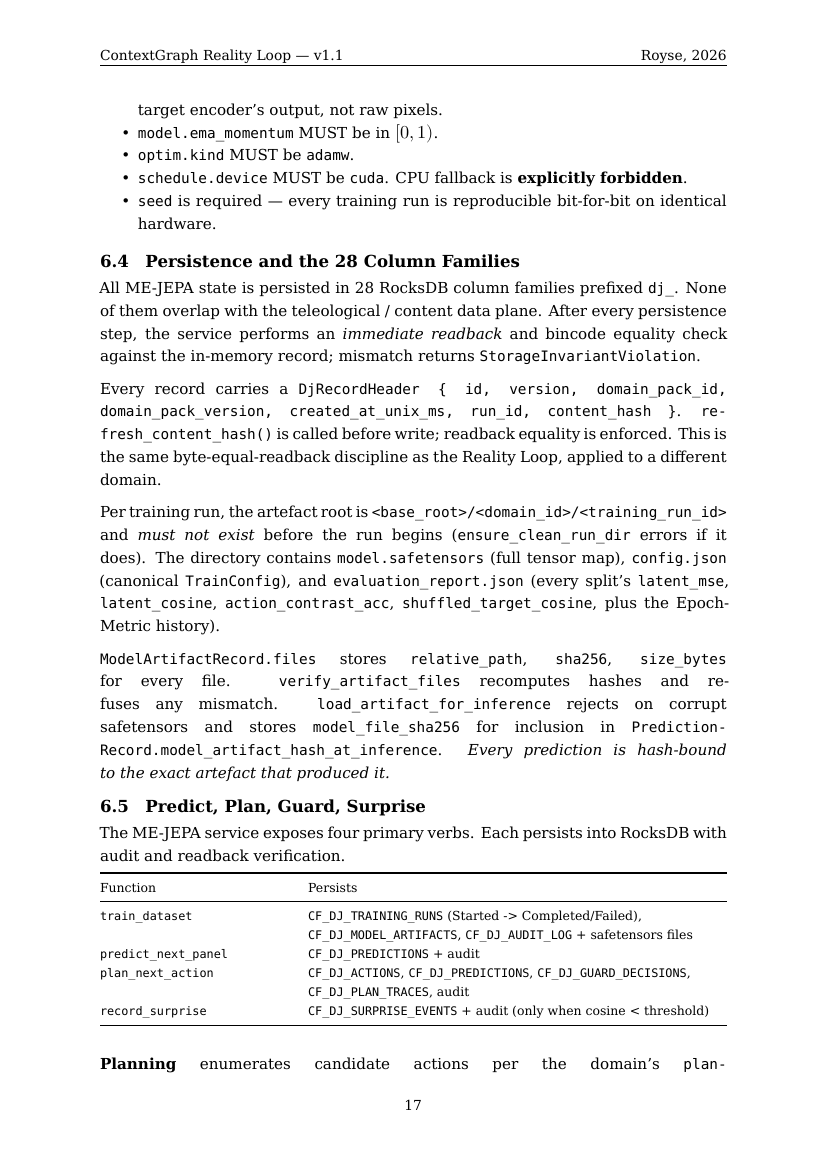 ContextGraph Reality Loop — v1.1 Royse, 2026
target encoder’s output, not raw pixels.
• model.ema_momentum MUST be in [0, 1).
• optim.kind MUST be adamw.
• schedule.device MUST be cuda. CPU fallback is explicitly forbidden.
• seed is required — every training run is reproducible bit-for-bit on identical
hardware.
6.4 Persistence and the 28 Column Families
All ME-JEPA state is persisted in 28 RocksDB column families prefixed dj_. None
of them overlap with the teleological / content data plane. After every persistence
step, the service performs an immediate readback and bincode equality check
against the in-memory record; mismatch returns StorageInvariantViolation.
Every record carries a DjRecordHeader { id, version, domain_pack_id,
domain_pack_version, created_at_unix_ms, run_id, content_hash }. re-
fresh_content_hash() is called before write; readback equality is enforced. This is
the same byte-equal-readback discipline as the Reality Loop, applied to a different
domain.
Per training run, the artefact root is <base_root>/<domain_id>/<training_run_id>
and must not exist before the run begins (ensure_clean_run_dir errors if it
does). The directory contains model.safetensors (full tensor map), config.json
(canonical TrainConfig), and evaluation_report.json (every split’s latent_mse,
latent_cosine, action_contrast_acc, shuffled_target_cosine, plus the Epoch-
Metric history).
ModelArtifactRecord.files stores relative_path, sha256, size_bytes
for every file. verify_artifact_files recomputes hashes and re-
fuses any mismatch. load_artifact_for_inference rejects on corrupt
safetensors and stores model_file_sha256 for inclusion in Prediction-
Record.model_artifact_hash_at_inference. Every prediction is hash-bound
to the exact artefact that produced it.
6.5 Predict, Plan, Guard, Surprise
The ME-JEPA service exposes four primary verbs. Each persists into RocksDB with
audit and readback verification.
Function Persists
train_dataset CF_DJ_TRAINING_RUNS (Started -> Completed/Failed),
CF_DJ_MODEL_ARTIFACTS, CF_DJ_AUDIT_LOG + safetensors files
predict_next_panel CF_DJ_PREDICTIONS + audit
plan_next_action CF_DJ_ACTIONS, CF_DJ_PREDICTIONS, CF_DJ_GUARD_DECISIONS,
CF_DJ_PLAN_TRACES, audit
record_surprise CF_DJ_SURPRISE_EVENTS + audit (only when cosine < threshold)
Planning enumerates candidate actions per the domain’s plan-
17